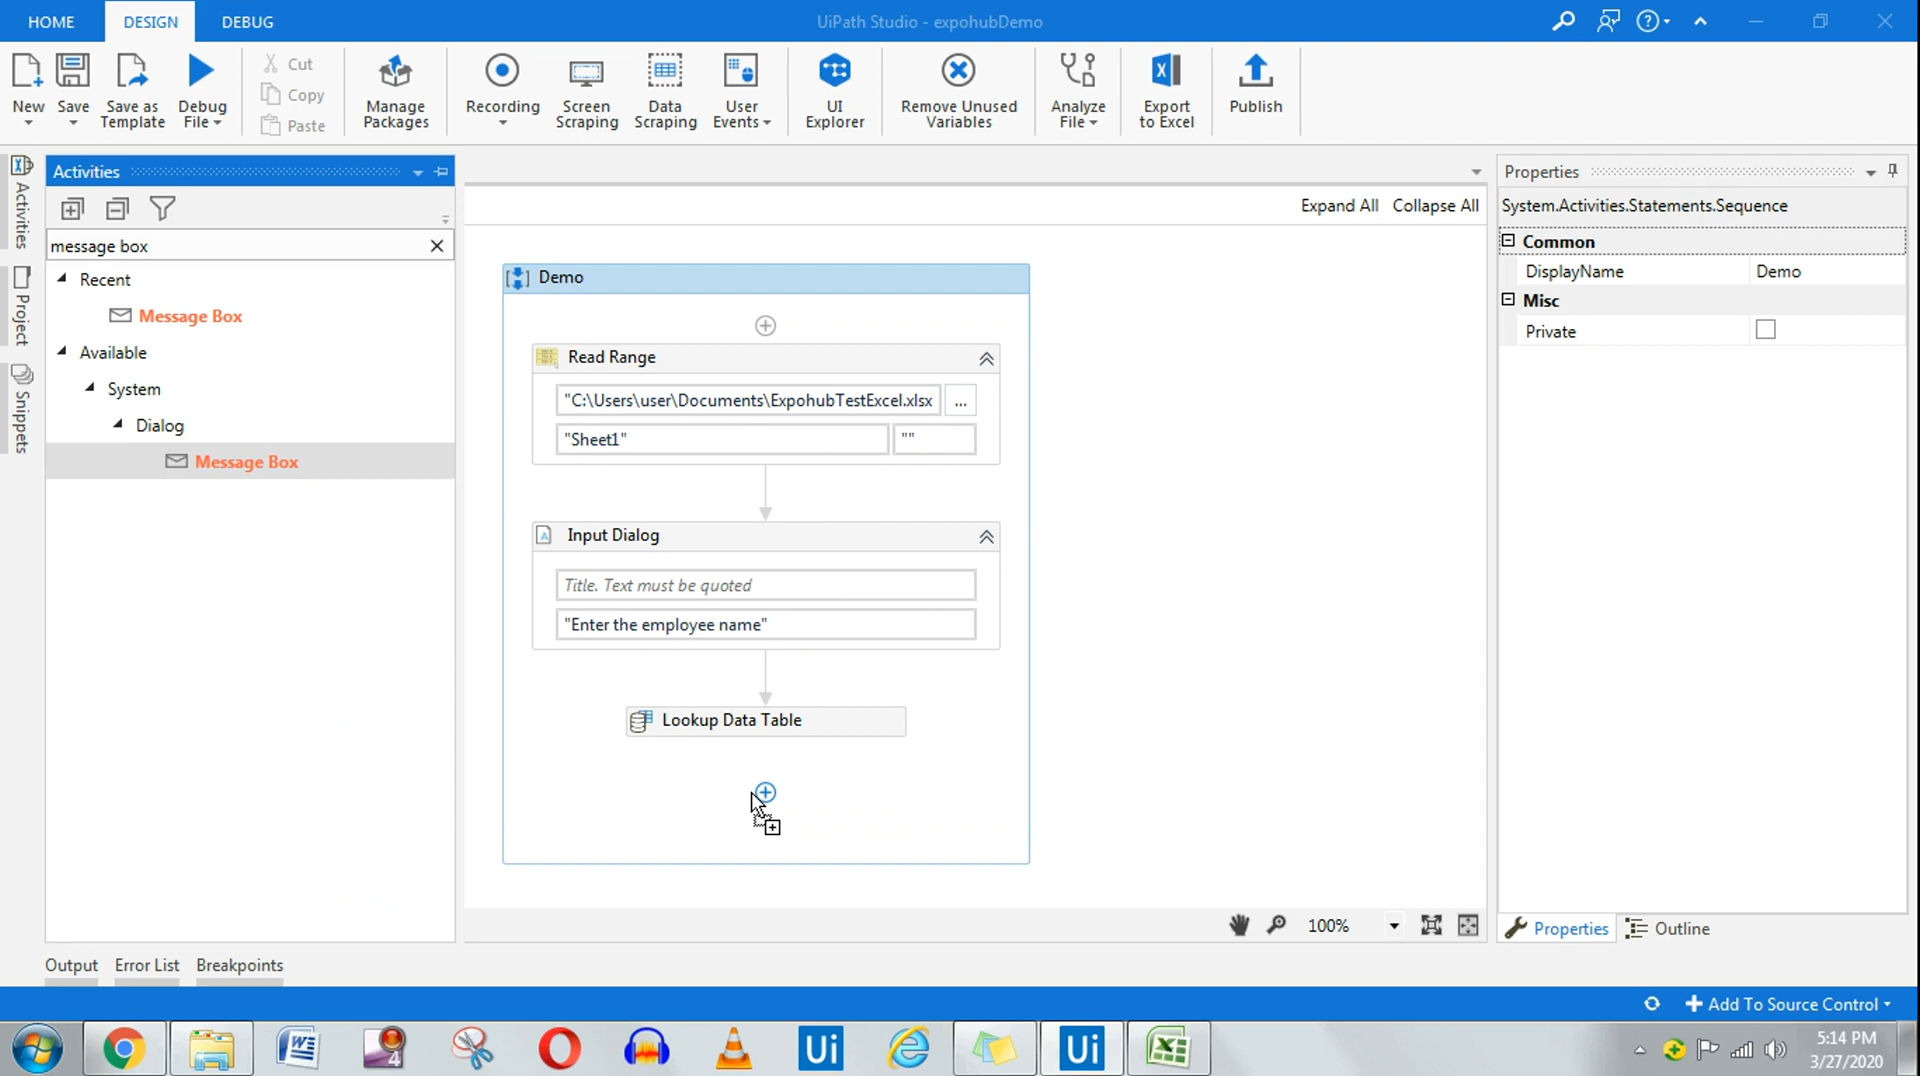 HOME DESIGN DEBUG UiPath Studio - expohubDemo
New Save Save as Template Debug File Cut Copy Paste Manage Packages Recording Screen Scraping Data Scraping User Events UI Explorer Remove Unused Variables Analyze File Export to Excel Publish
Activities
Project
Snippets
Activities
message box
Recent
Message Box
Available
System
Dialog
Message Box
Expand All Collapse All
Demo
Read Range
"C:\Users\user\Documents\ExpohubTestExcel.xlsx ...
"Sheet1" ""
Input Dialog
Title. Text must be quoted
"Enter the employee name"
Lookup Data Table
100%
Properties
System.Activities.Statements.Sequence
Common
DisplayName Demo
Misc
Private
Properties Outline
Output Error List Breakpoints
Add To Source Control
5:14 PM
3/27/2020